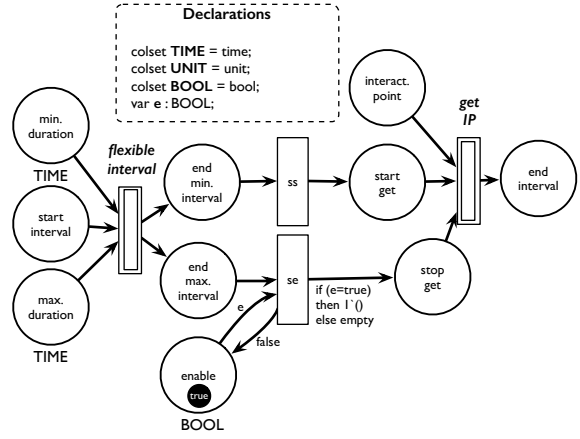 Declarations
colset TIME = time;
colset UNIT = unit;
colset BOOL = bool;
var e : BOOL;
min.
duration
TIME
start
interval
max.
duration
TIME
flexible
interval
end
min.
interval
end
max.
interval
ss
se
e
false
enable
true
BOOL
if (e=true)
then 1`()
else empty
interact.
point
start
get
stop
get
get
IP
end
interval